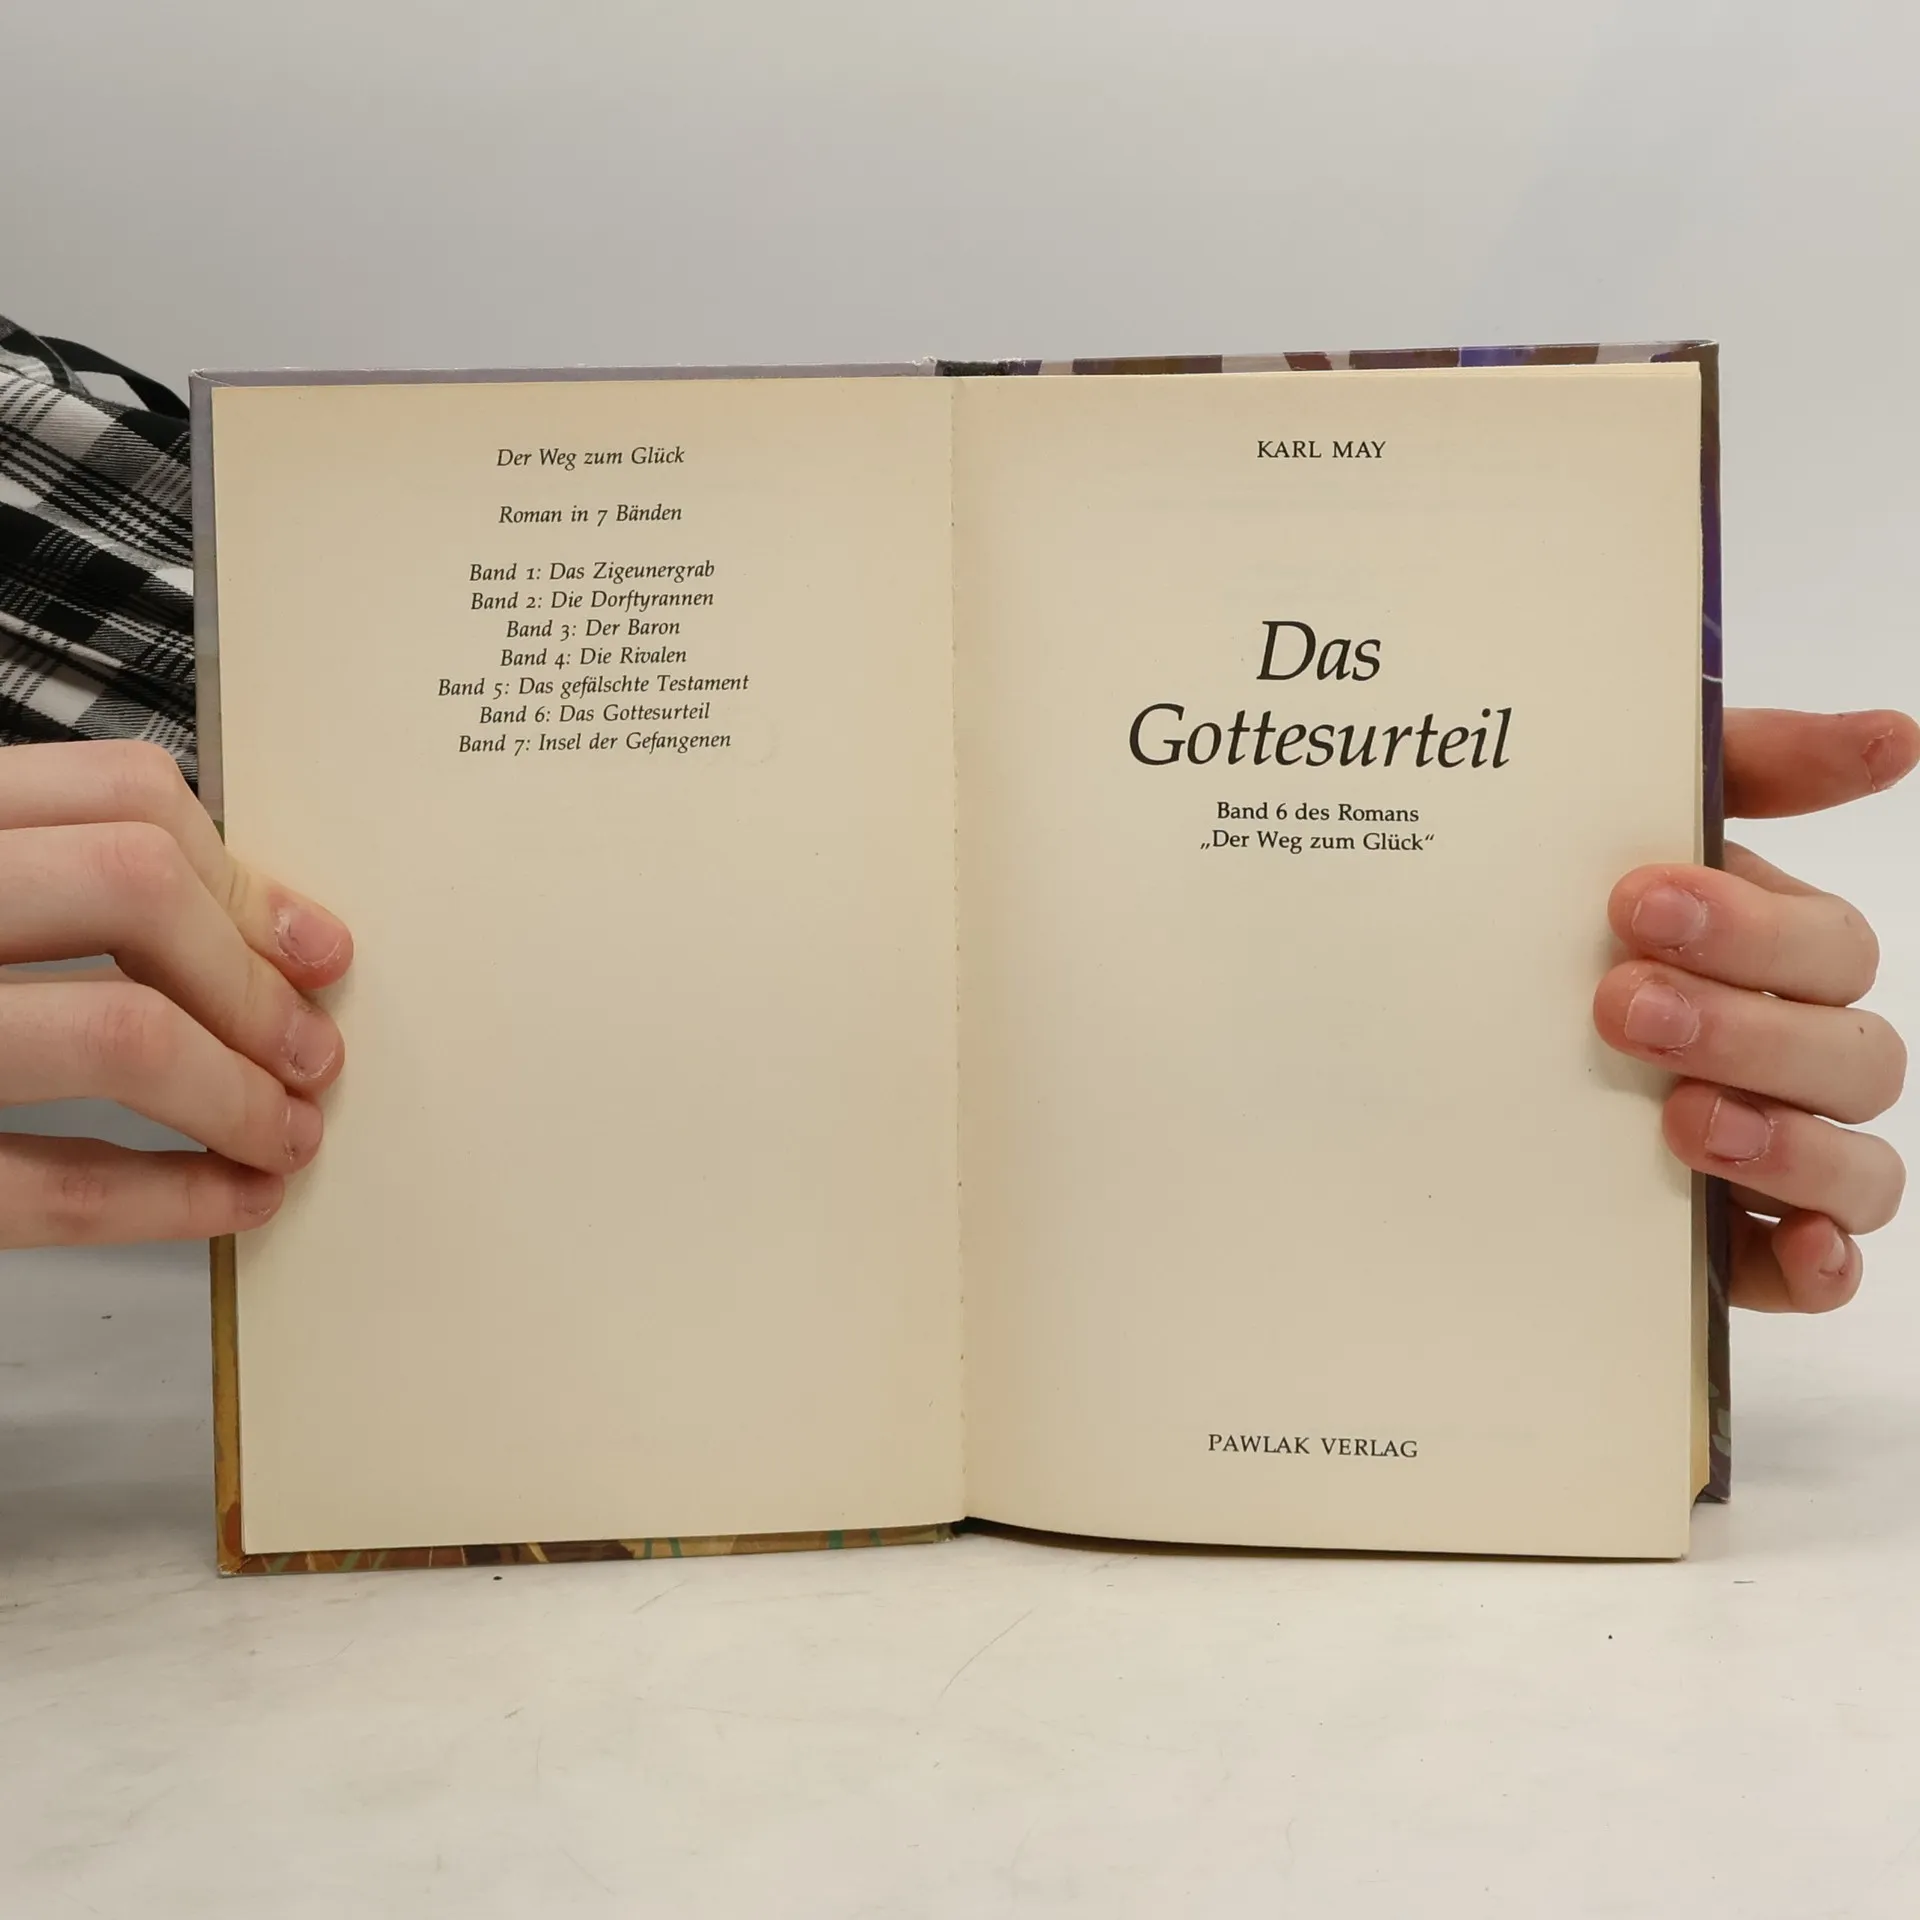 Der Weg zum Glück
Roman in 7 Bänden
Band 1: Das Zigeunergrab
Band 2: Die Dorftyrannen
Band 3: Der Baron
Band 4: Die Rivalen
Band 5: Das gefälschte Testament
Band 6: Das Gottesurteil
Band 7: Insel der Gefangenen
KARL MAY
Das
Gottesurteil
Band 6 des Romans
„Der Weg zum Glück“
PAWLAK VERLAG